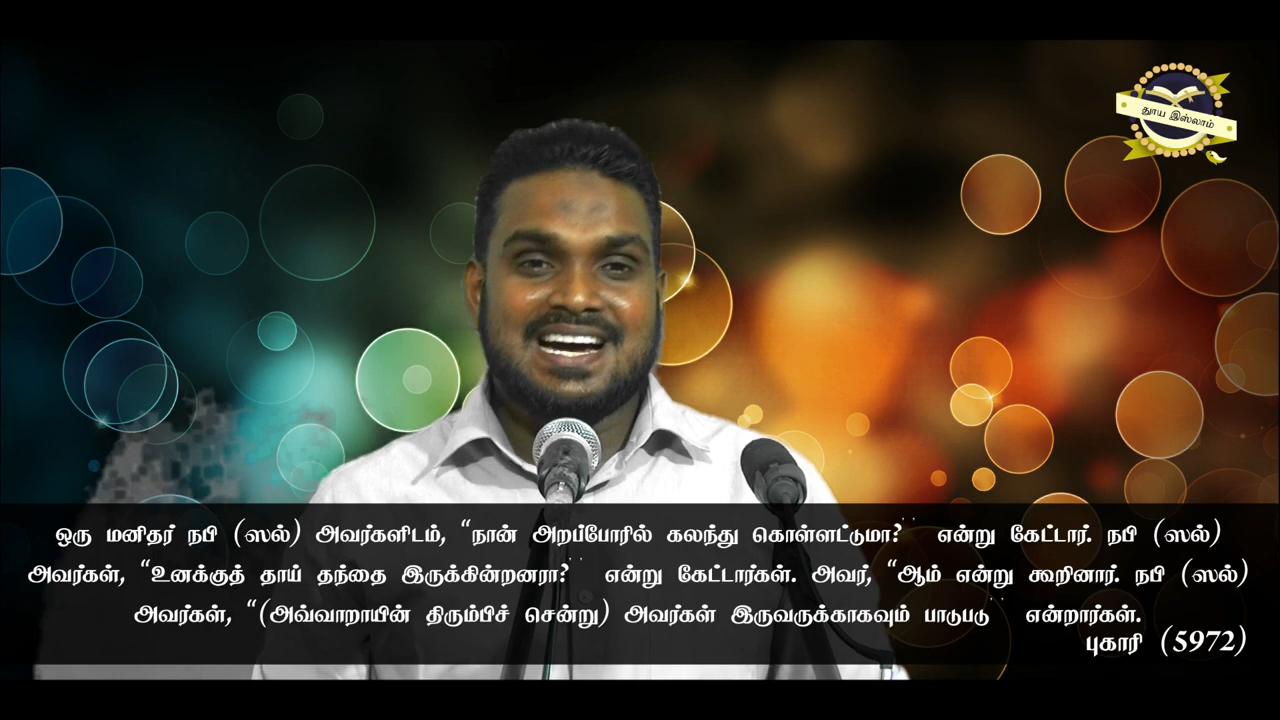 தூய இஸ்லாம்
ஒரு மனிதர் நபி (ஸல்) அவர்களிடம், “நான் அறப்போரில் கலந்து கொள்ளட்டுமா?¨ என்று கேட்டார். நபி (ஸல்)
அவர்கள், “உனக்குத் தாய் தந்தை இருக்கின்றனரா?¨ என்று கேட்டார்கள். அவர், “ஆம் என்று கூறினார். நபி (ஸல்)
அவர்கள், “(அவ்வாறாயின் திரும்பிச் சென்று) அவர்கள் இருவருக்காகவும் பாடுபடு¨ என்றார்கள்.
புகாரி (5972)